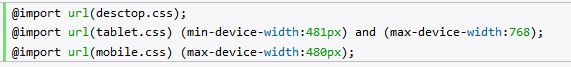 @import url(desctop.css);
@import url(tablet.css) (min-device-width:481px) and (max-device-width:768);
@import url(mobile.css) (max-device-width:480px);